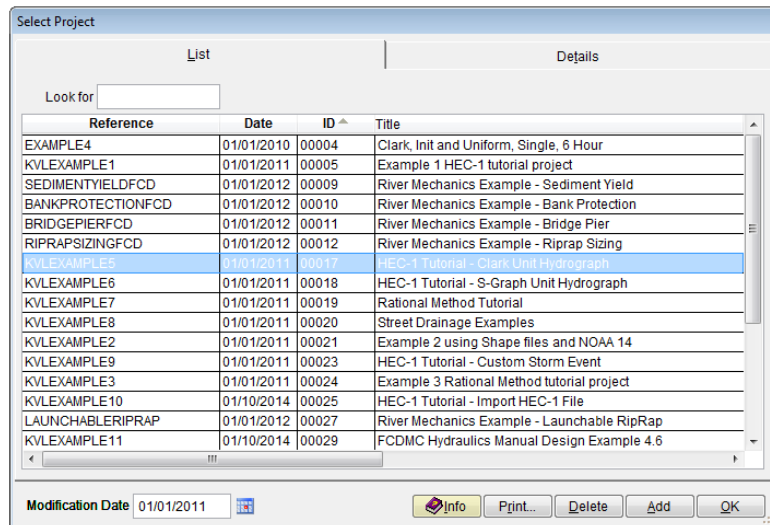 Select Project
List Details
Look for
Reference Date ID Title
EXAMPLE4 01/01/2010 00004 Clark, Init and Uniform, Single, 6 Hour
KVLEXAMPLE1 01/01/2011 00005 Example 1 HEC-1 tutorial project
SEDIMENTYIELDFCD 01/01/2012 00009 River Mechanics Example - Sediment Yield
BANKPROTECTIONFCD 01/01/2012 00010 River Mechanics Example - Bank Protection
BRIDGEPIERFCD 01/01/2012 00011 River Mechanics Example - Bridge Pier
RIPRAPSIZINGFCD 01/01/2012 00012 River Mechanics Example - Riprap Sizing
KVLEXAMPLE5 01/01/2011 00017 HEC-1 Tutorial - Clark Unit Hydrograph
KVLEXAMPLE6 01/01/2011 00018 HEC-1 Tutorial - S-Graph Unit Hydrograph
KVLEXAMPLE7 01/01/2011 00019 Rational Method Tutorial
KVLEXAMPLE8 01/01/2011 00020 Street Drainage Examples
KVLEXAMPLE2 01/01/2011 00021 Example 2 using Shape files and NOAA 14
KVLEXAMPLE9 01/01/2011 00023 HEC-1 Tutorial - Custom Storm Event
KVLEXAMPLE3 01/01/2011 00024 Example 3 Rational Method tutorial project
KVLEXAMPLE10 01/10/2014 00025 HEC-1 Tutorial - Import HEC-1 File
LAUNCHABLERIPRAP 01/01/2012 00027 River Mechanics Example - Launchable RipRap
KVLEXAMPLE11 01/10/2014 00029 FCDMC Hydraulics Manual Design Example 4.6
Modification Date 01/01/2011 Info Print... Delete Add OK